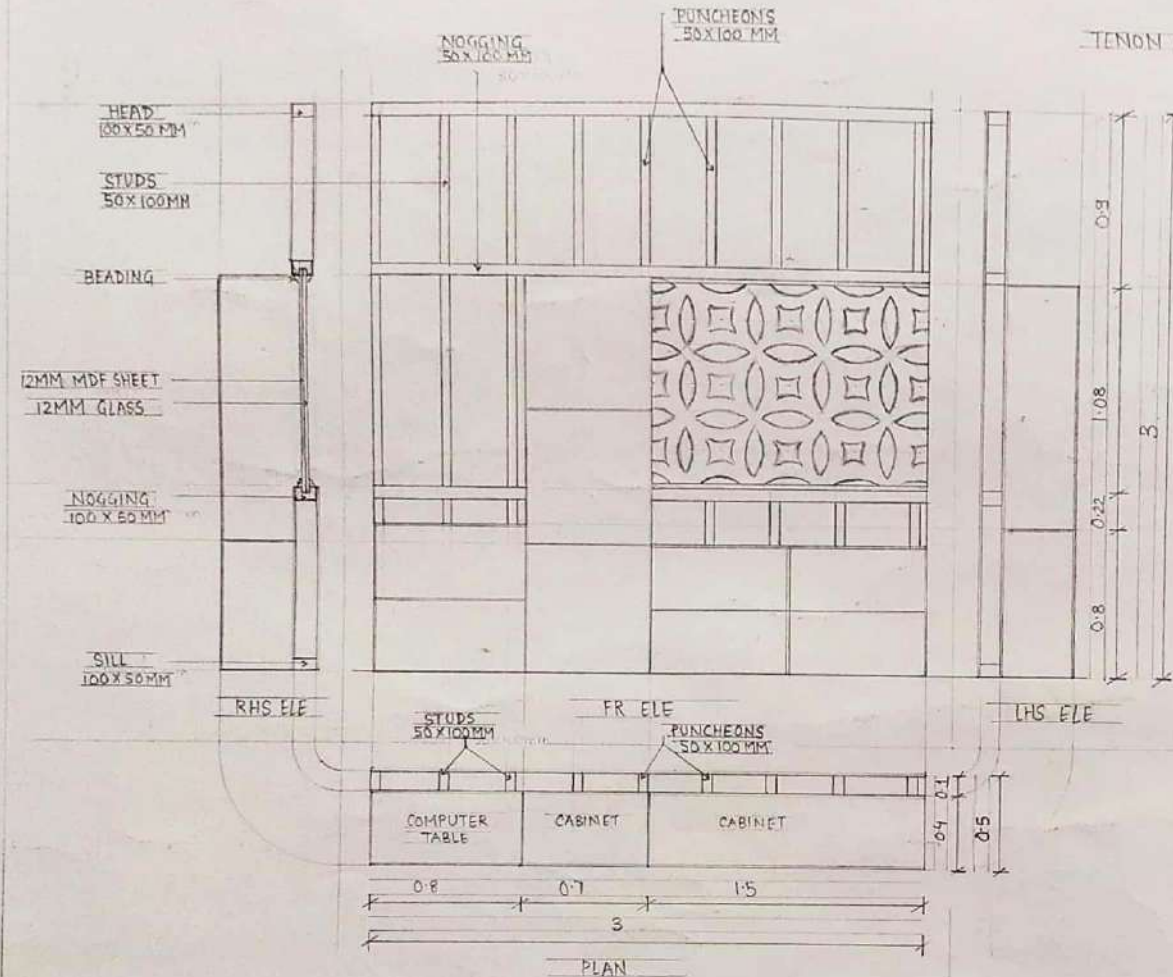 PUNCHEONS
50X100 MM
NOGGING
50X100 MM
TENON
HEAD
100X50 MM
STUDS
50X100MM
BEADING
12MM MDF SHEET
12MM GLASS
NOGGING
100X50 MM
SILL
100X50MM
0.9
1.08
0.22
0.8
3
RHS ELE
FR ELE
LHS ELE
STUDS
50X100MM
PUNCHEONS
50X100 MM
COMPUTER
TABLE
CABINET
CABINET
0.1
0.4
0.5
0.8
0.7
1.5
3
PLAN